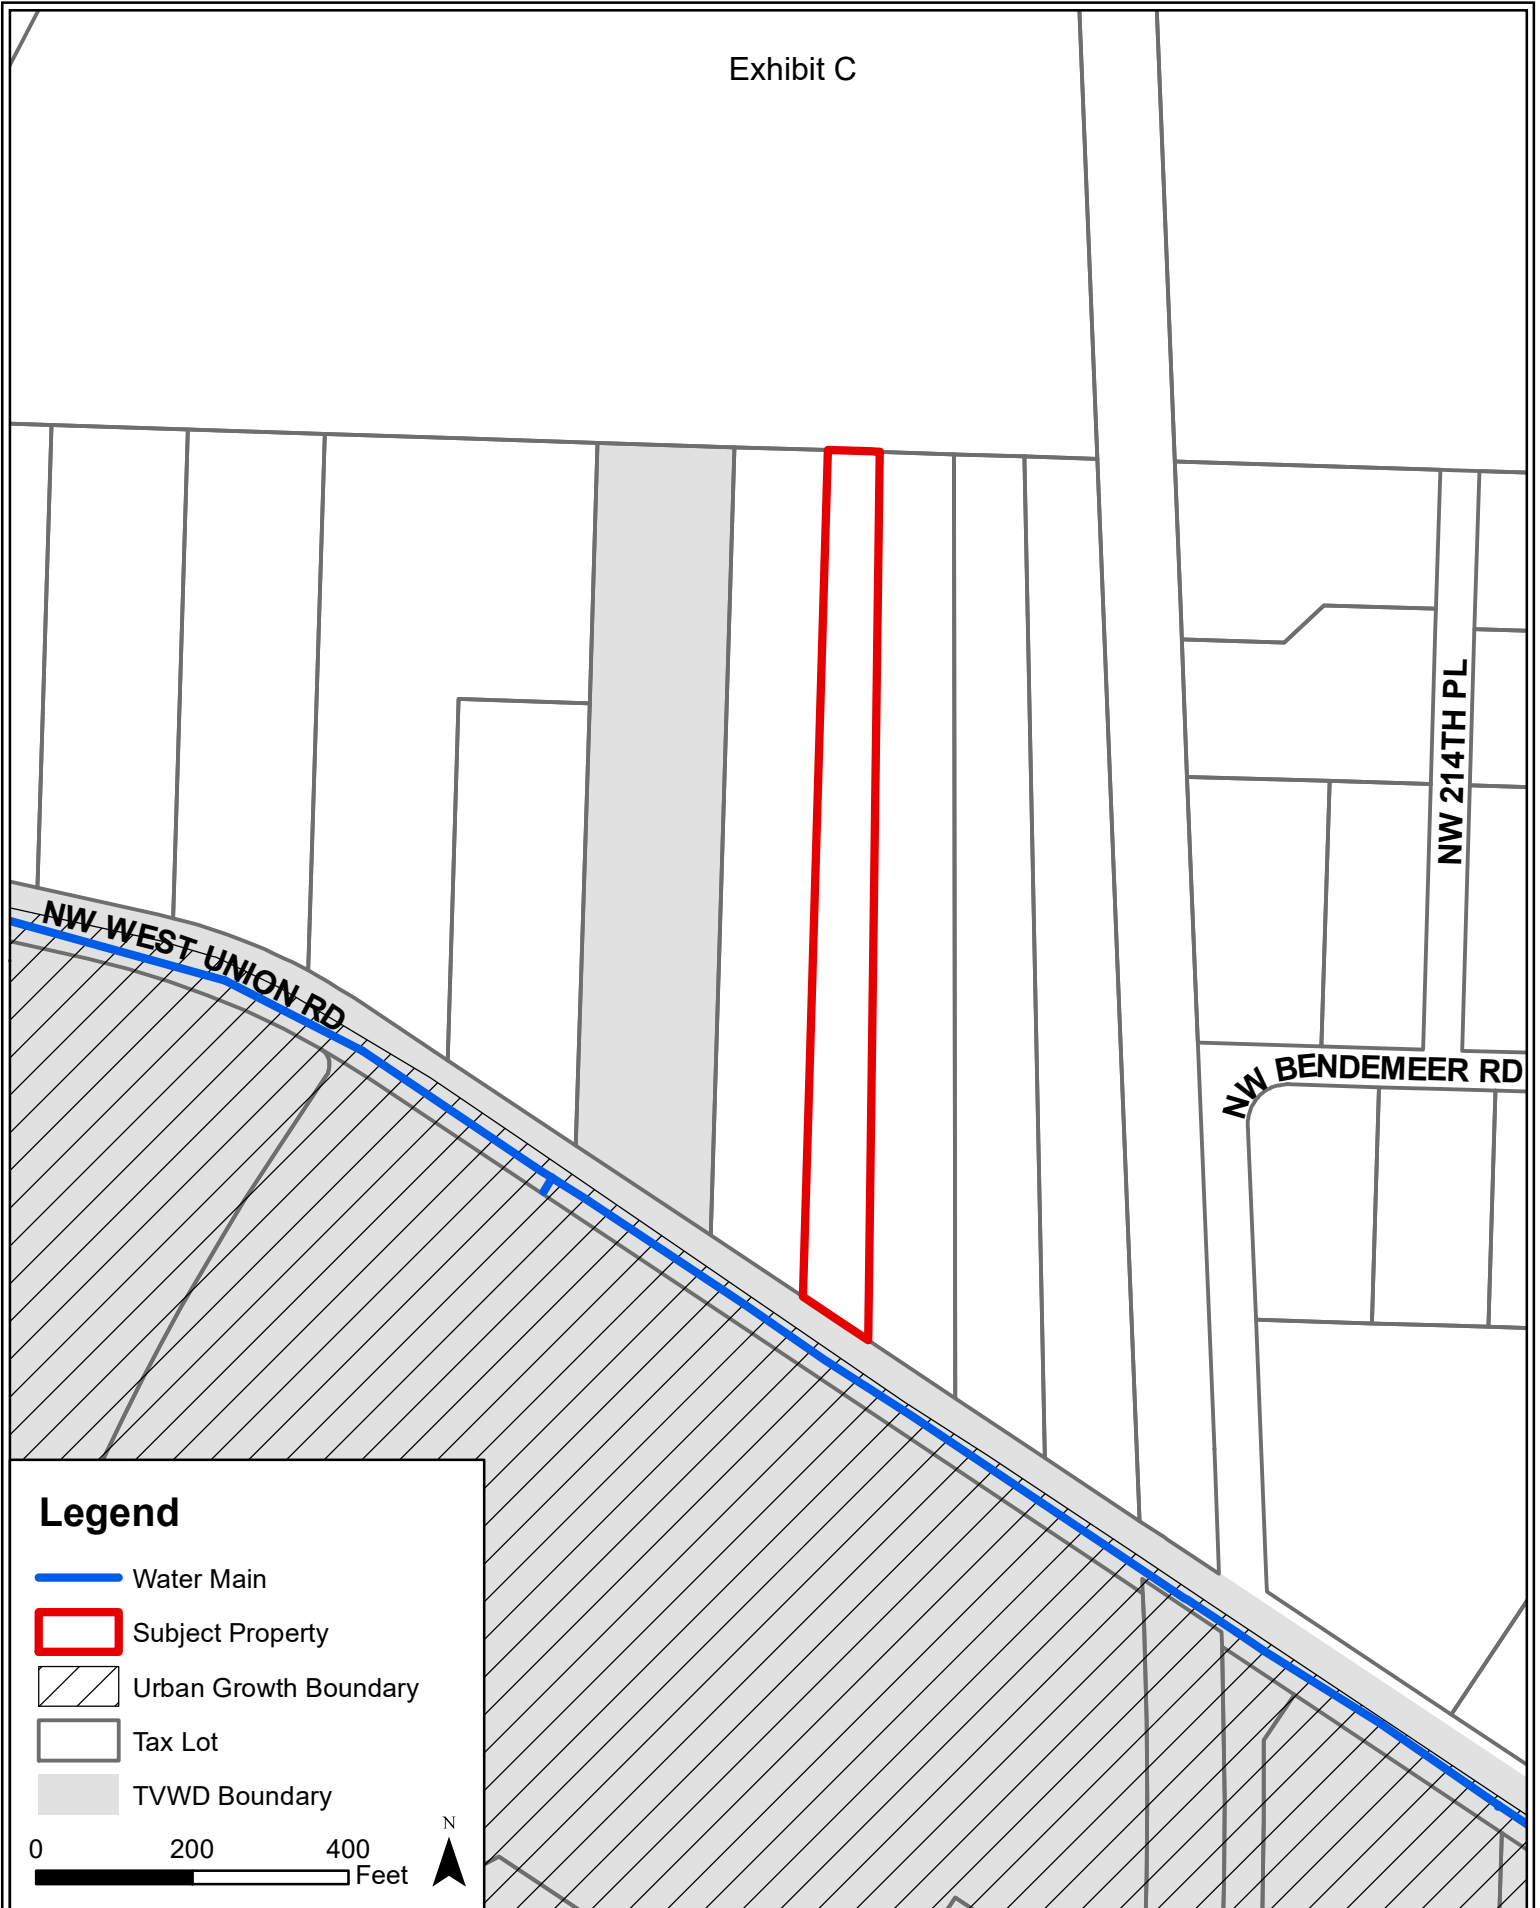 Exhibit C
NW 214TH PL
NW WEST UNION RD
NW BENDEMEER RD
Legend
Water Main
Subject Property
Urban Growth Boundary
Tax Lot
TVWD Boundary
N
0 200 400
Feet